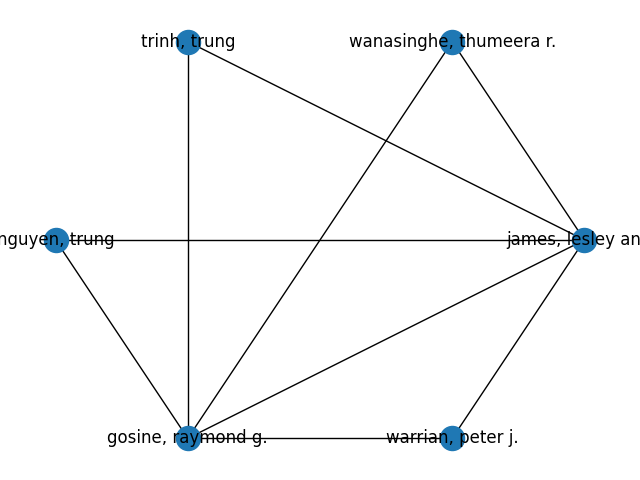 trinh, trung
wanasinghe, thumeera r.
nguyen, trung
james, lesley an
gosine, raymond g.
warrian, peter j.